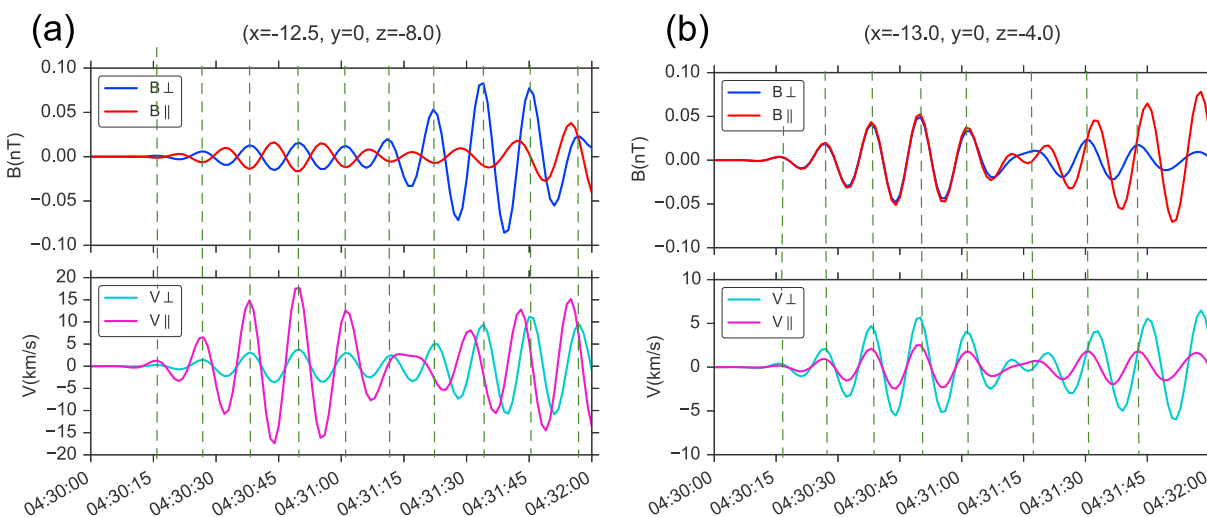 (a)
(x=-12.5, y=0, z=-8.0)
0.10
0.05
0.00
−0.05
−0.10
B(nT)
B⊥
B∥
20
15
10
5
0
−5
−10
−15
−20
V(km/s)
V⊥
V∥
04:30:00
04:30:15
04:30:30
04:30:45
04:31:00
04:31:15
04:31:30
04:31:45
04:32:00
(b)
(x=-13.0, y=0, z=-4.0)
0.10
0.05
0.00
−0.05
−0.10
B(nT)
B⊥
B∥
10
5
0
−5
−10
V(km/s)
V⊥
V∥
04:30:00
04:30:15
04:30:30
04:30:45
04:31:00
04:31:15
04:31:30
04:31:45
04:32:00